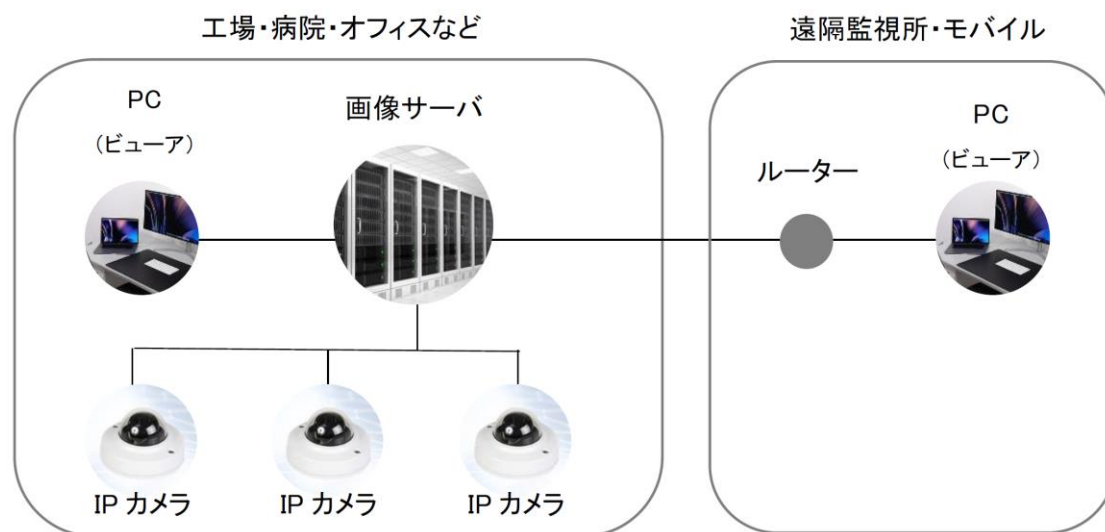 工場・病院・オフィスなど
遠隔監視所・モバイル
PC
(ビューア)
画像サーバ
ルーター
PC
(ビューア)
IP カメラ
IP カメラ
IP カメラ